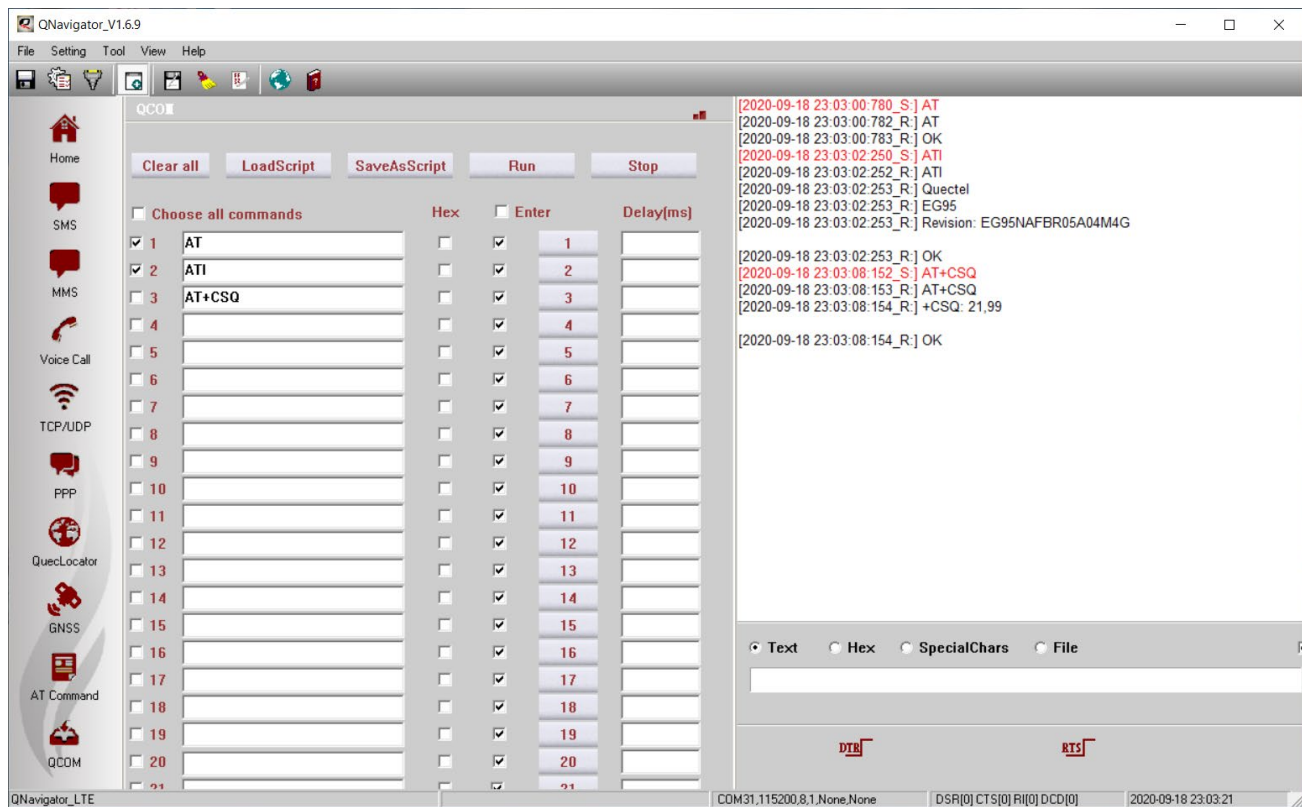 QNavigator_V1.6.9
File Setting Tool View Help
Home
SMS
MMS
Voice Call
TCP/UDP
PPP
QuecLocator
GNSS
AT Command
QCOM
QCOM
Clear all LoadScript SaveAsScript Run Stop
Choose all commands Hex Enter Delay(ms)
1 AT 1
2 ATI 2
3 AT+CSQ 3
4 4
5 5
6 6
7 7
8 8
9 9
10 10
11 11
12 12
13 13
14 14
15 15
16 16
17 17
18 18
19 19
20 20
21 21
[2020-09-18 23:03:00:780_S:] AT
[2020-09-18 23:03:00:782_R:] AT
[2020-09-18 23:03:00:783_R:] OK
[2020-09-18 23:03:02:250_S:] ATI
[2020-09-18 23:03:02:252_R:] ATI
[2020-09-18 23:03:02:253_R:] Quectel
[2020-09-18 23:03:02:253_R:] EG95
[2020-09-18 23:03:02:253_R:] Revision: EG95NAFBR05A04M4G
[2020-09-18 23:03:02:253_R:] OK
[2020-09-18 23:03:08:152_S:] AT+CSQ
[2020-09-18 23:03:08:153_R:] AT+CSQ
[2020-09-18 23:03:08:154_R:] +CSQ: 21,99
[2020-09-18 23:03:08:154_R:] OK
Text Hex SpecialChars File
DTR RTS
QNavigator_LTE COM31,115200,8,1,None,None DSR[0] CTS[0] RI[0] DCD[0] 2020-09-18 23:03:21